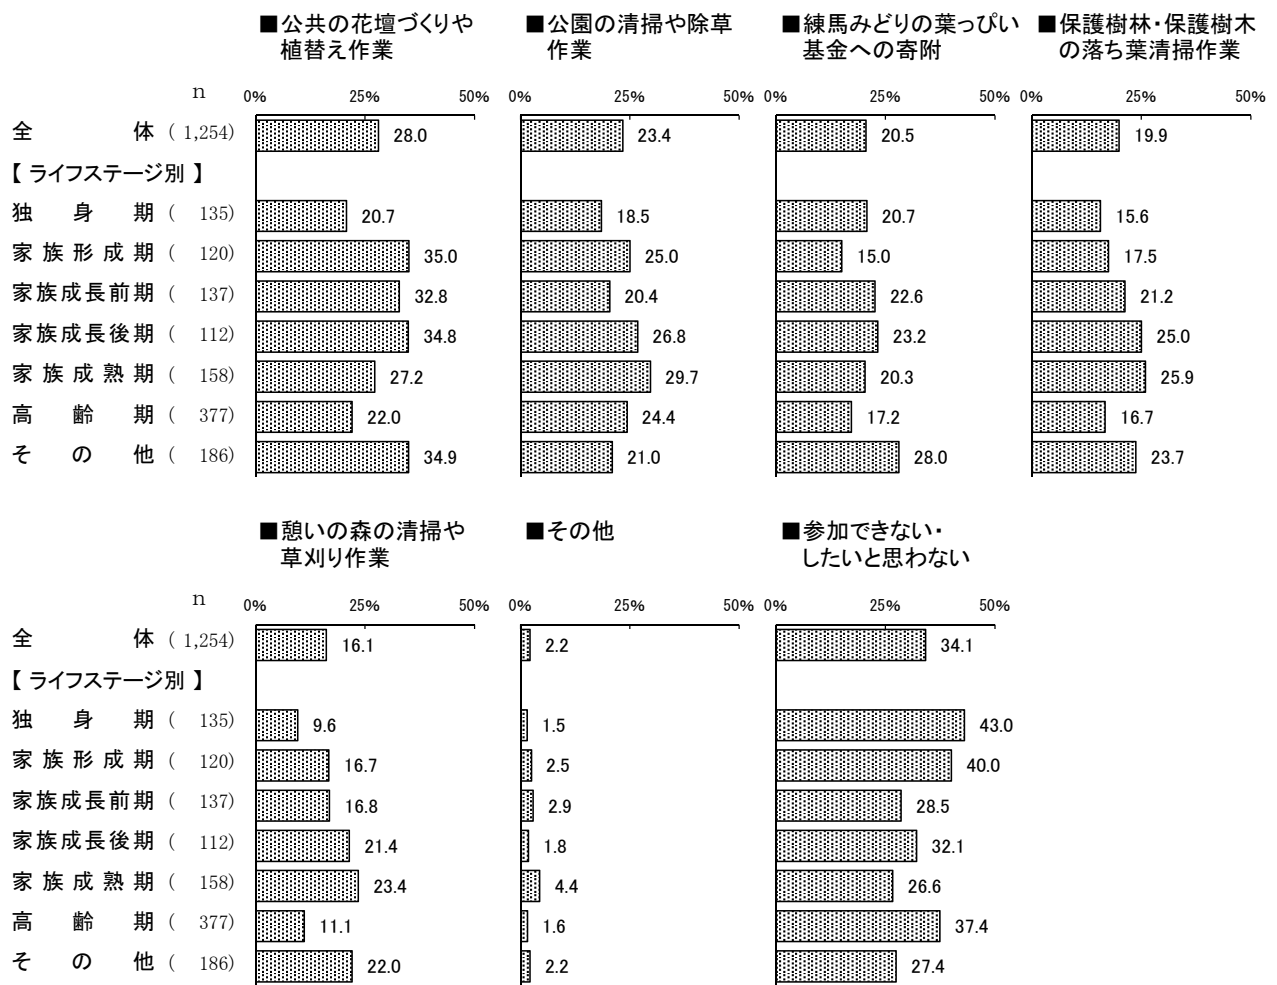 ■公共の花壇づくりや
植替え作業
■公園の清掃や除草
作業
■練馬みどりの葉っぴい
基金への寄附
■保護樹林・保護樹木
の落ち葉清掃作業
n 0% 25% 50% 0% 25% 50% 0% 25% 50% 0% 25% 50%
全体 ( 1,254) 28.0 23.4 20.5 19.9
【 ライフステージ別 】
独身期 ( 135) 20.7 18.5 20.7 15.6
家族形成期 ( 120) 35.0 25.0 15.0 17.5
家族成長前期 ( 137) 32.8 20.4 22.6 21.2
家族成長後期 ( 112) 34.8 26.8 23.2 25.0
家族成熟期 ( 158) 27.2 29.7 20.3 25.9
高齢期 ( 377) 22.0 24.4 17.2 16.7
その他 ( 186) 34.9 21.0 28.0 23.7
■憩いの森の清掃や
草刈り作業
■その他
■参加できない・
したいと思わない
n 0% 25% 50% 0% 25% 50% 0% 25% 50%
全体 ( 1,254) 16.1 2.2 34.1
【 ライフステージ別 】
独身期 ( 135) 9.6 1.5 43.0
家族形成期 ( 120) 16.7 2.5 40.0
家族成長前期 ( 137) 16.8 2.9 28.5
家族成長後期 ( 112) 21.4 1.8 32.1
家族成熟期 ( 158) 23.4 4.4 26.6
高齢期 ( 377) 11.1 1.6 37.4
その他 ( 186) 22.0 2.2 27.4